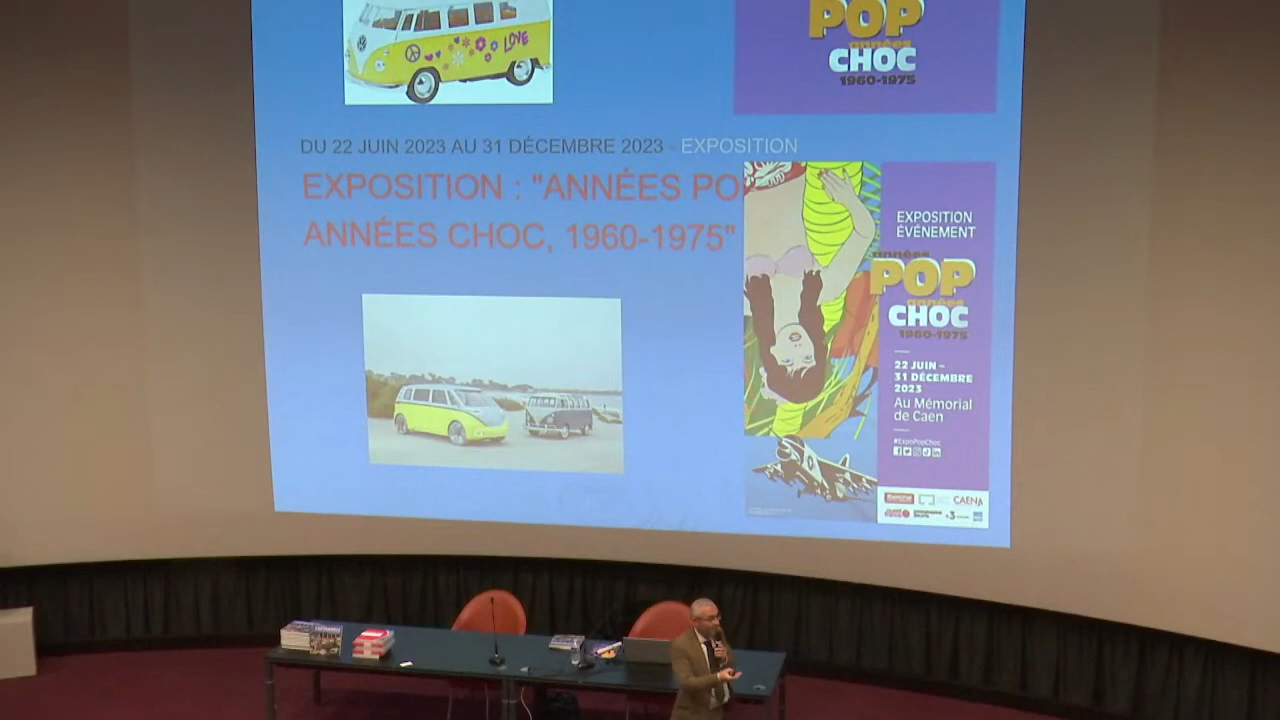 LOVE
POP
années
CHOC
1960-1975
DU 22 JUIN 2023 AU 31 DÉCEMBRE 2023 - EXPOSITION
EXPOSITION : "ANNÉES PO
ANNÉES CHOC, 1960-1975"
EXPOSITION
ÉVÉNEMENT
années
POP
années
CHOC
1960-1975
22 JUIN –
31 DÉCEMBRE
2023
Au Mémorial
de Caen
#ExpoPopChoc
CAEN